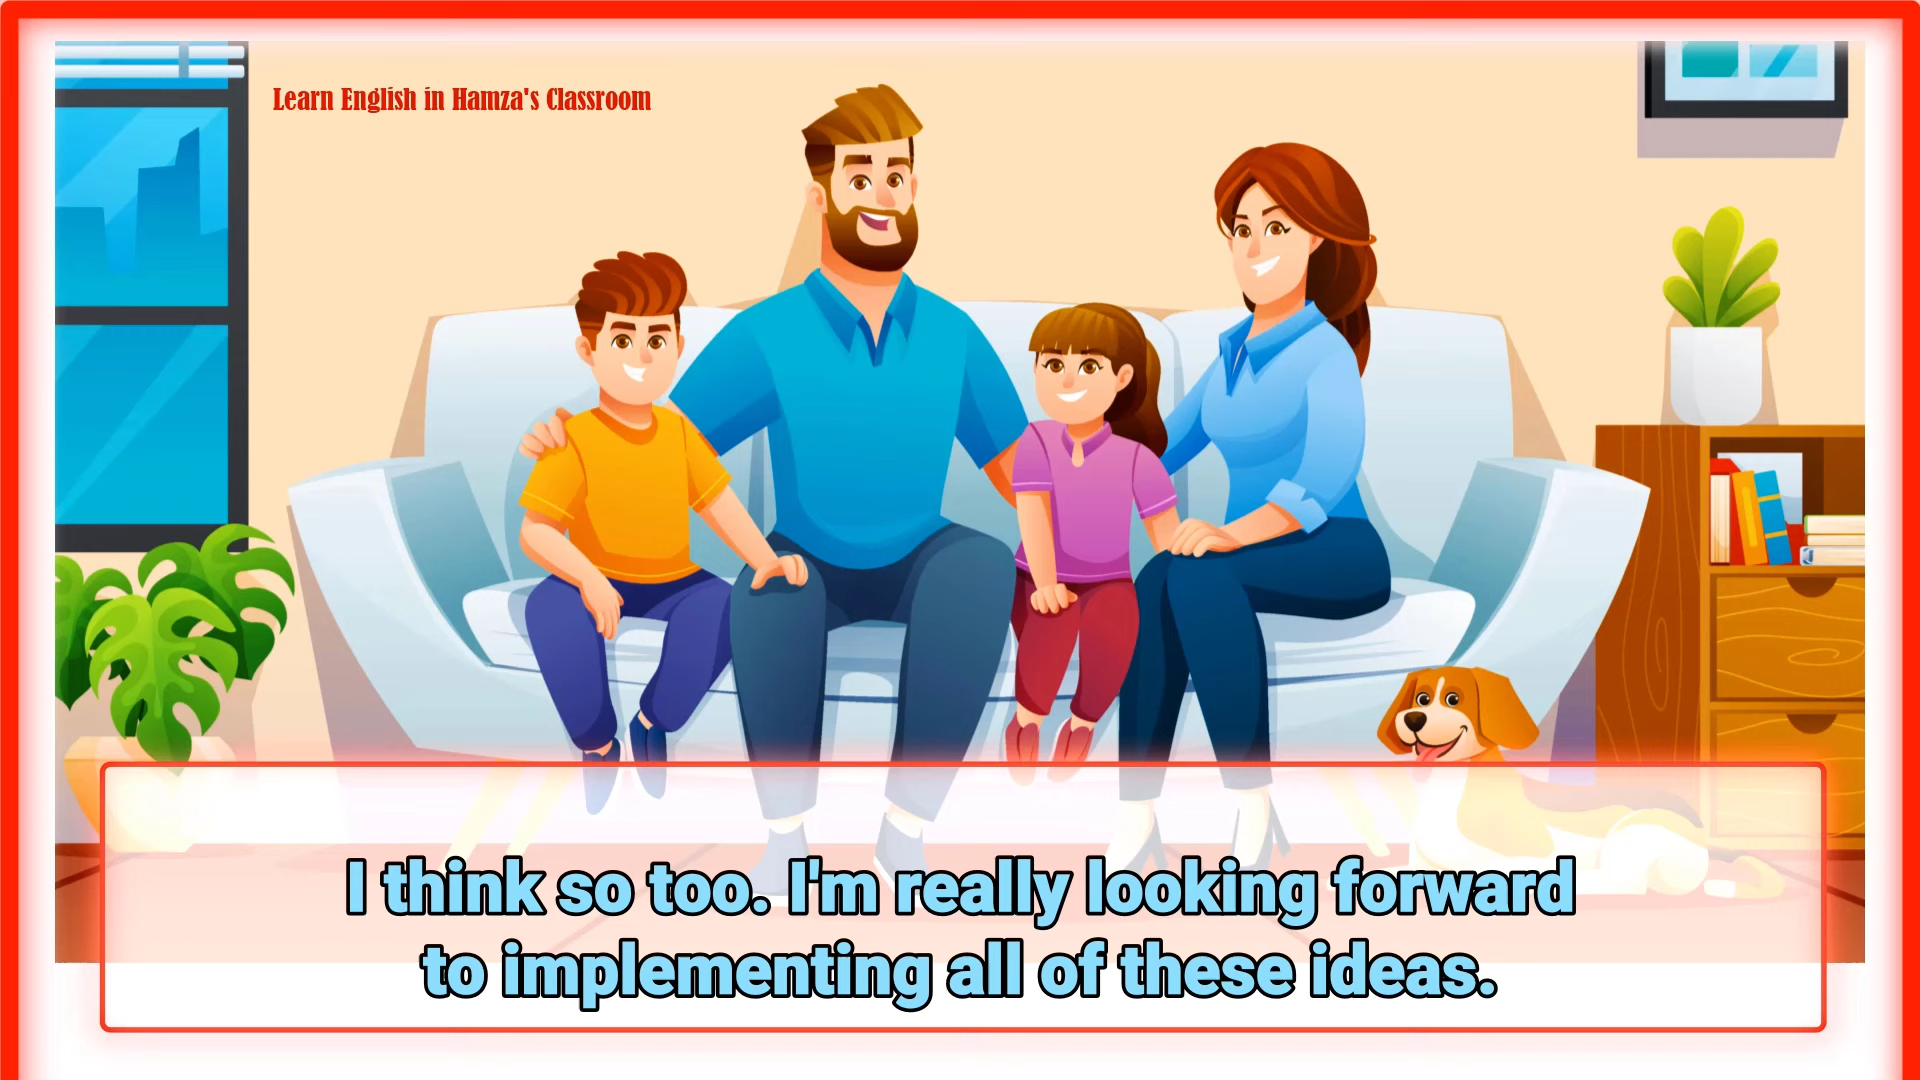 Learn English in Hamza's Classroom
I think so too. I'm really looking forward
to implementing all of these ideas.